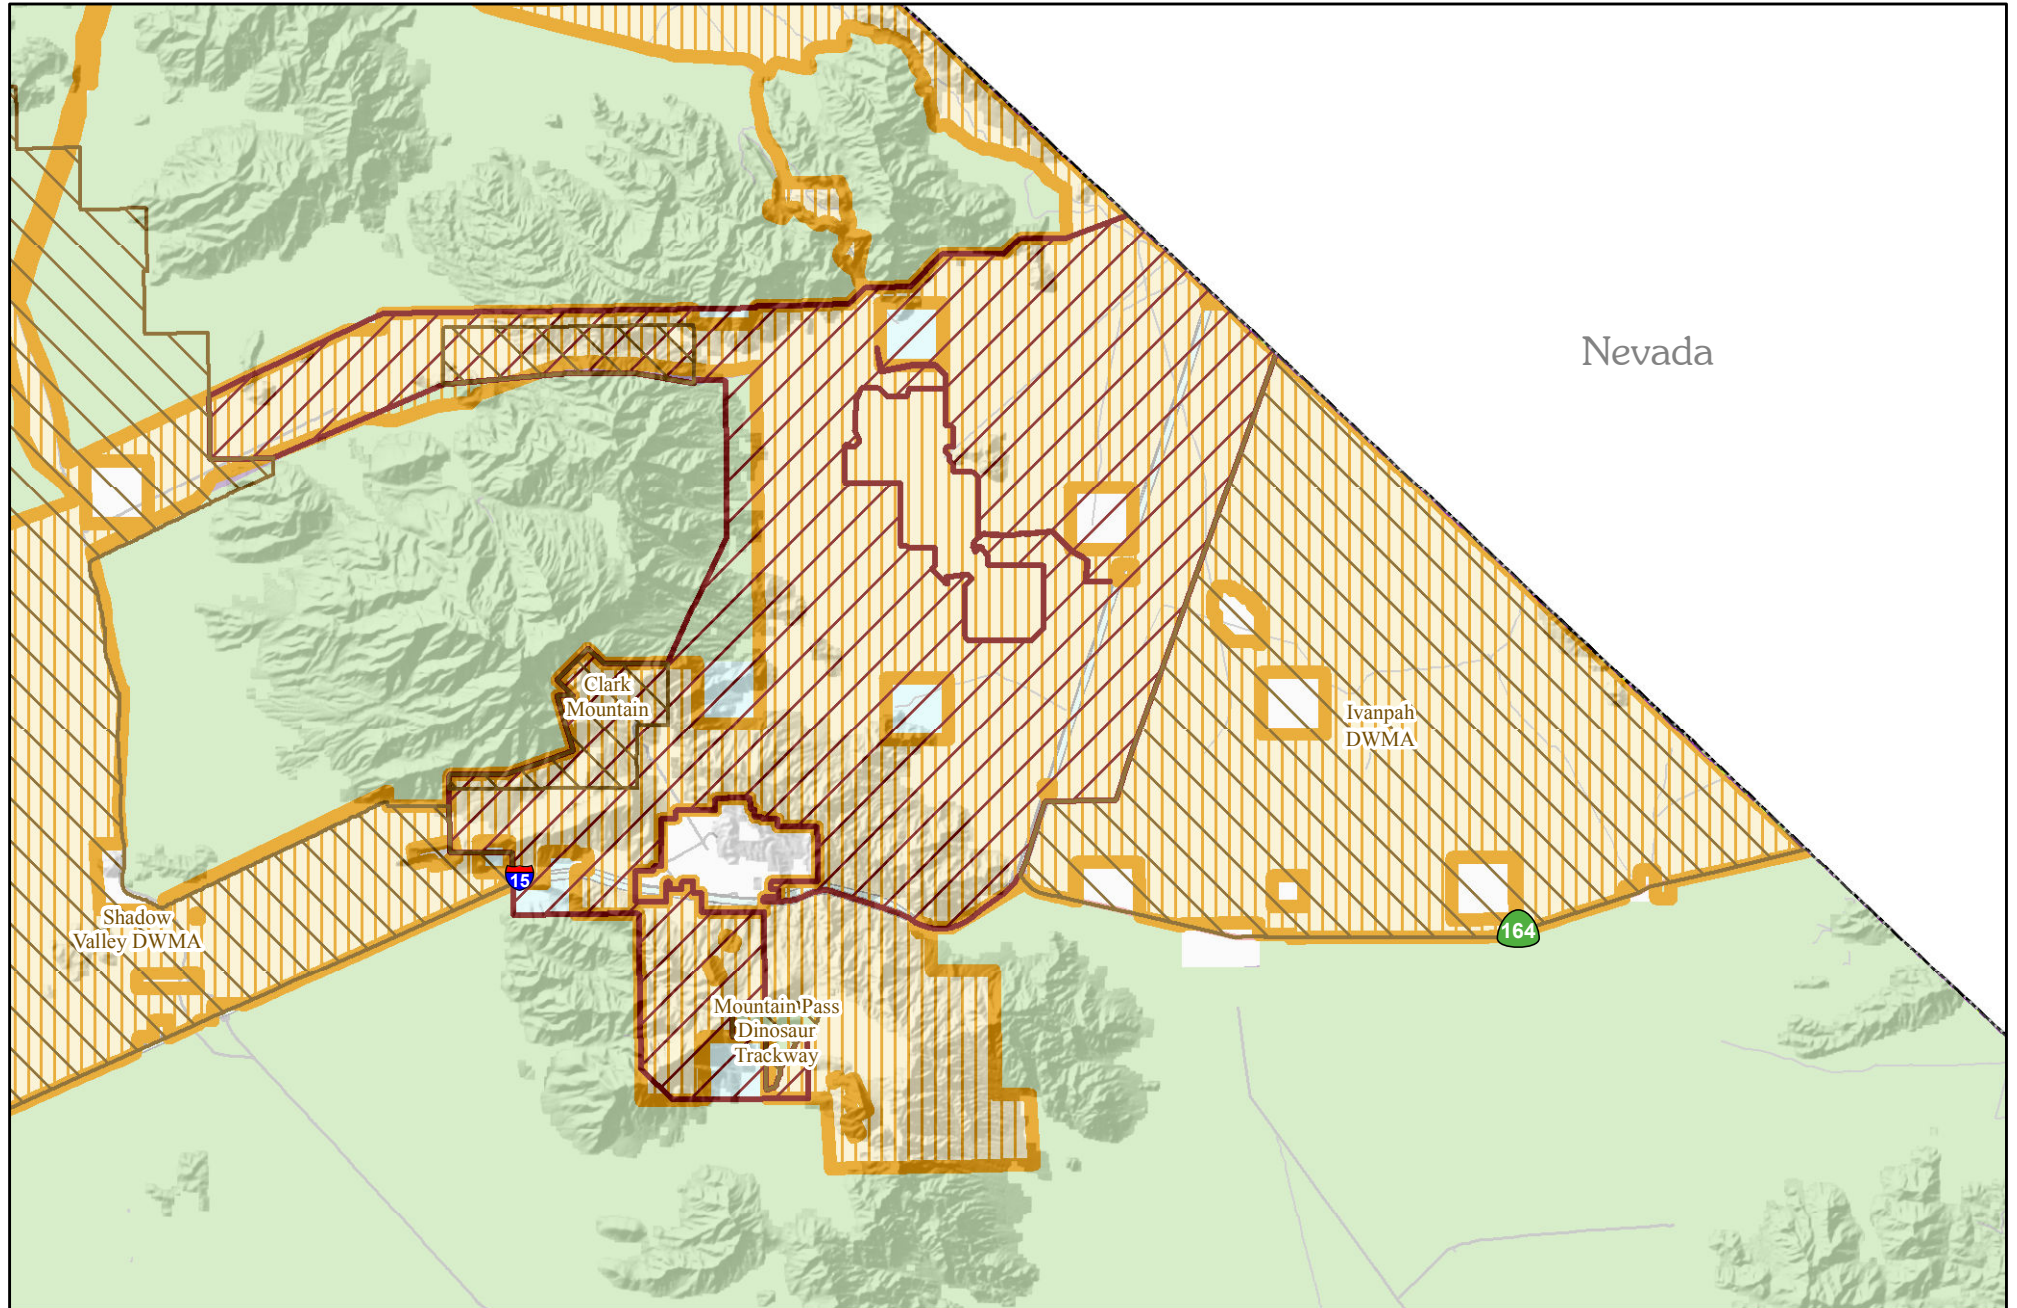 Nevada
Clark
Mountain
Ivanpah
DWMA
15
Shadow
Valley DWMA
164
Mountain Pass
Dinosaur
Trackway